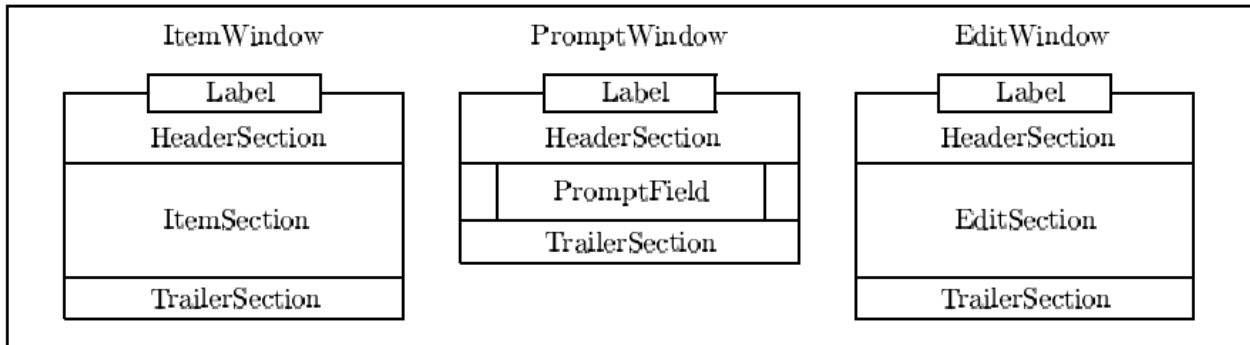 ItemWindow
PromptWindow
EditWindow
Label
Label
Label
HeaderSection
HeaderSection
HeaderSection
ItemSection
PromptField
EditSection
TrailerSection
TrailerSection
TrailerSection